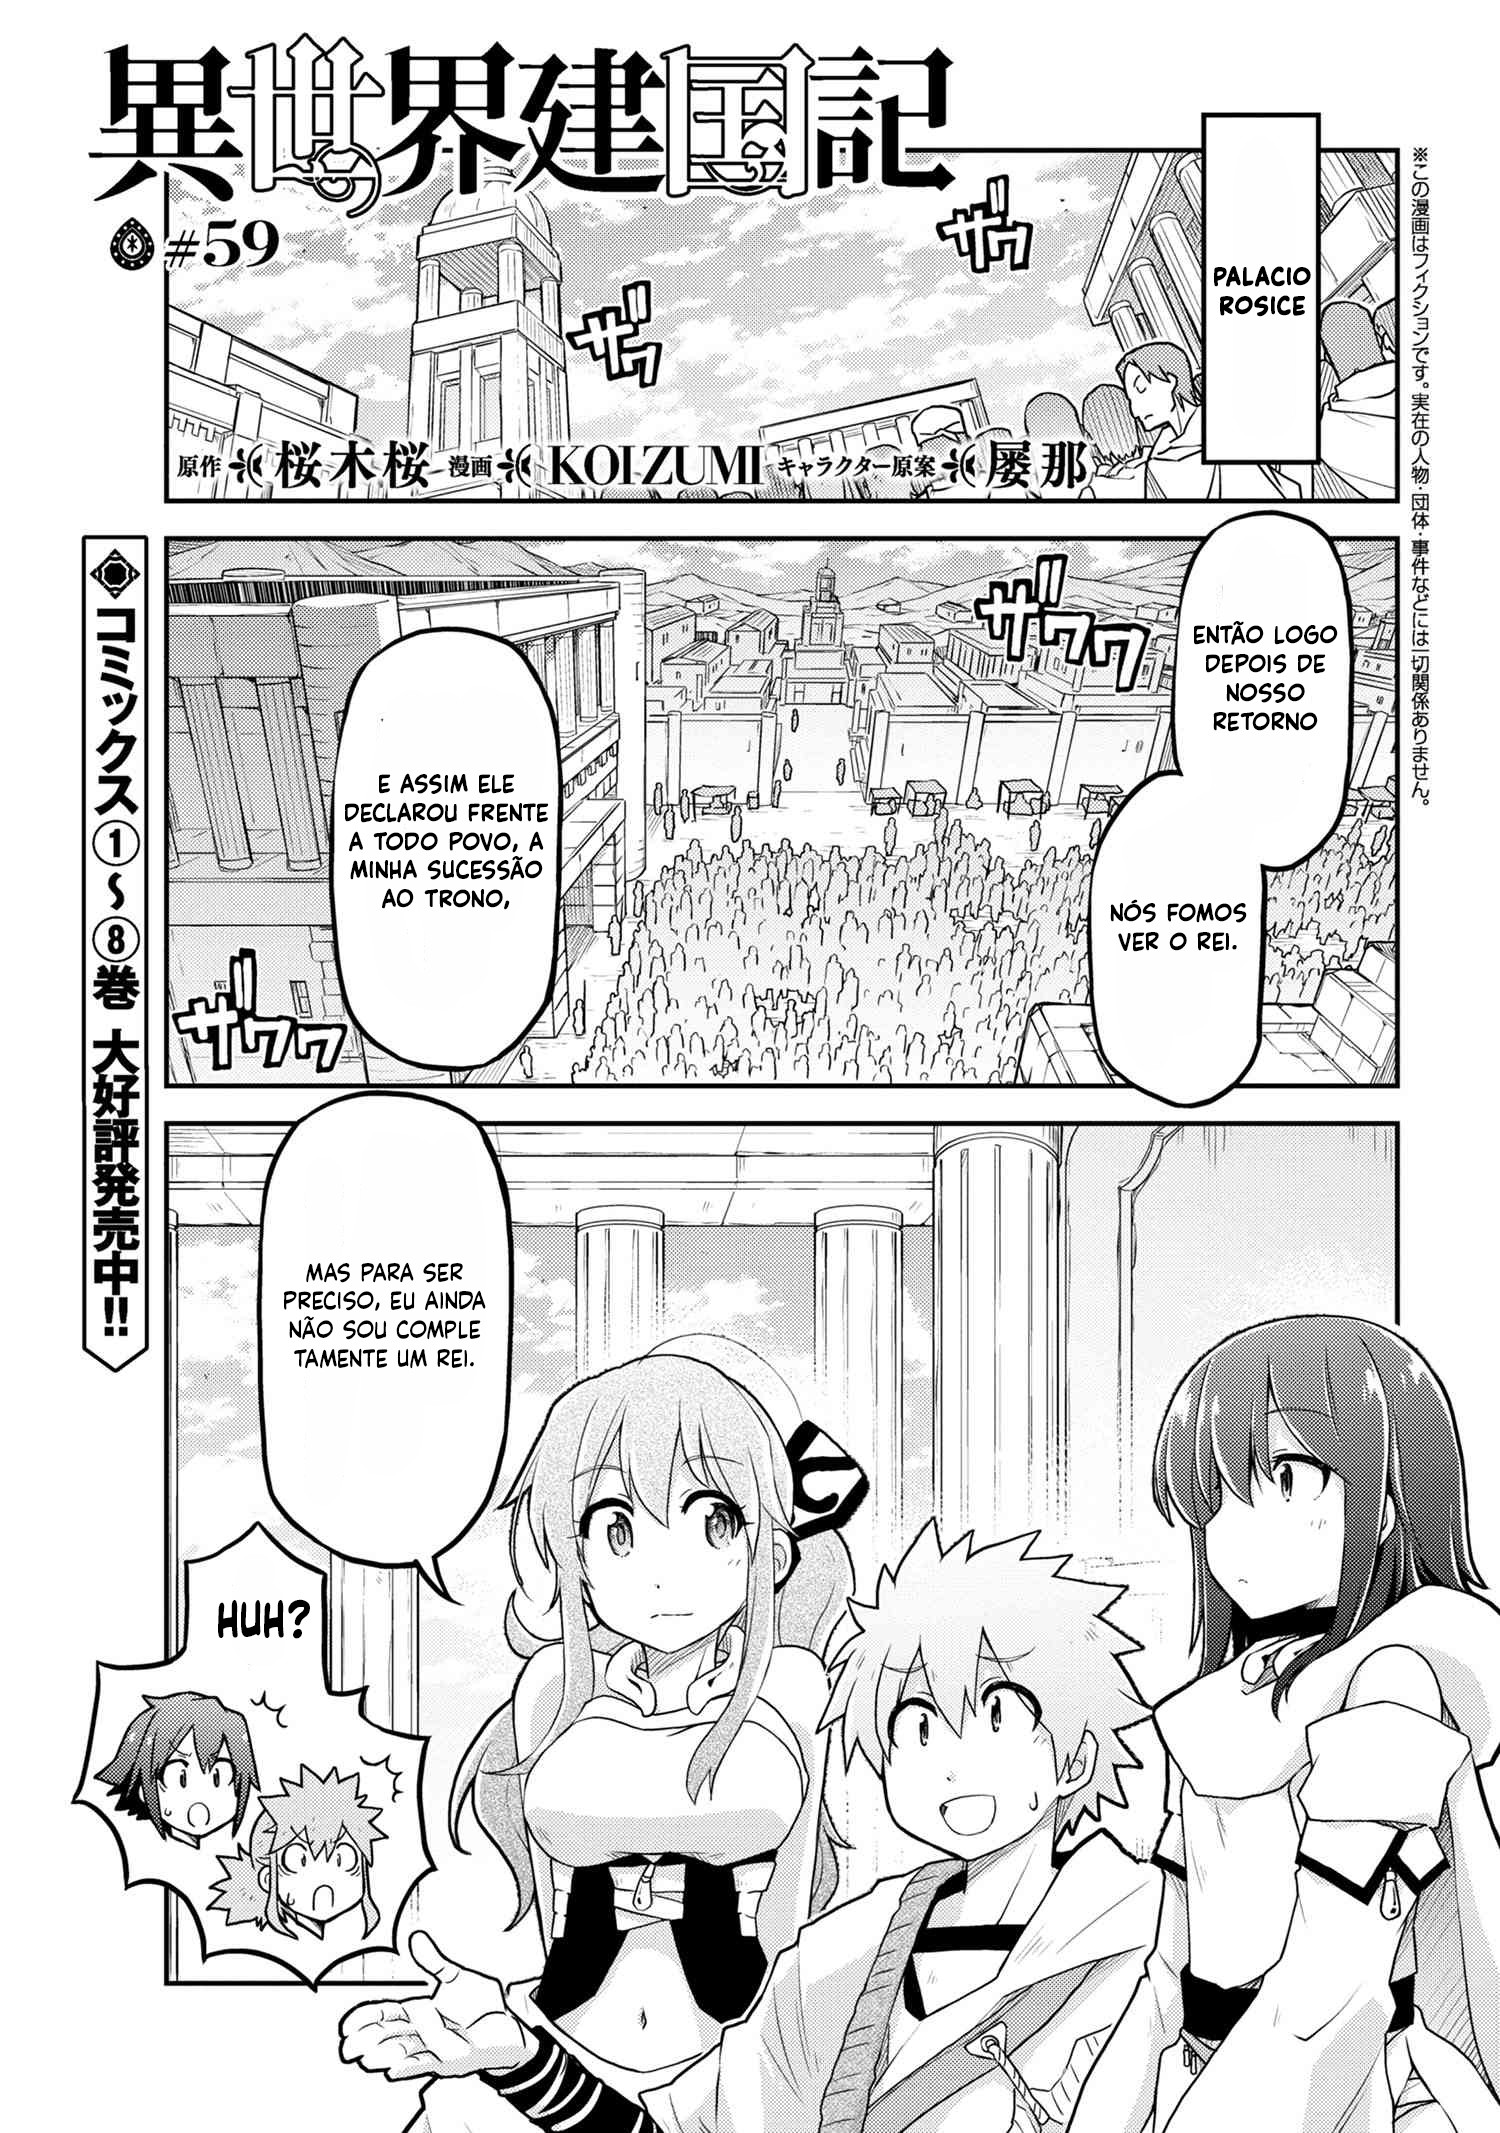 異世界建国記
#59
原作 桜木桜 漫画 KOIZUMI キャラクター原案 屡那
PALACIO
ROSICE
※この漫画はフィクションです。実在の人物・団体・事件などには一切関係ありません。
ザワ
ザワ
ENTÃO LOGO
DEPOIS DE
NOSSO
RETORNO
NÓS FOMOS
VER O REI.
ザワワ
E ASSIM ELE
DECLAROU FRENTE
A TODO POVO, A
MINHA SUCESSÃO
AO TRONO,
ザワワ
コミックス①～⑧巻 大好評発売中!!
MAS PARA SER
PRECISO, EU AINDA
NÃO SOU COMPLE
TAMENTE UM REI.
HUH?